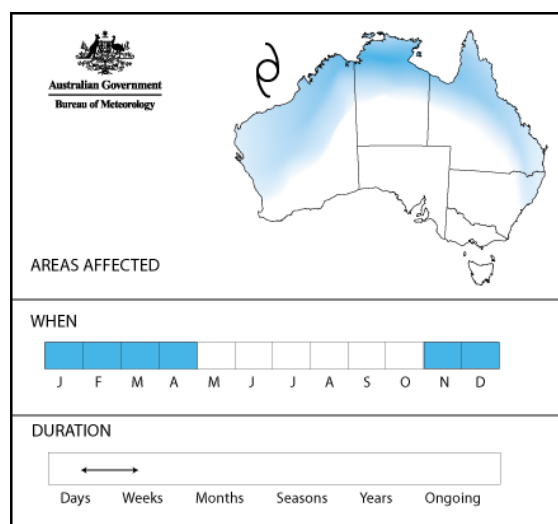 Australian Government
Bureau of Meteorology
AREAS AFFECTED
WHEN
J F M A M J J A S O N D
DURATION
Days Weeks Months Seasons Years Ongoing